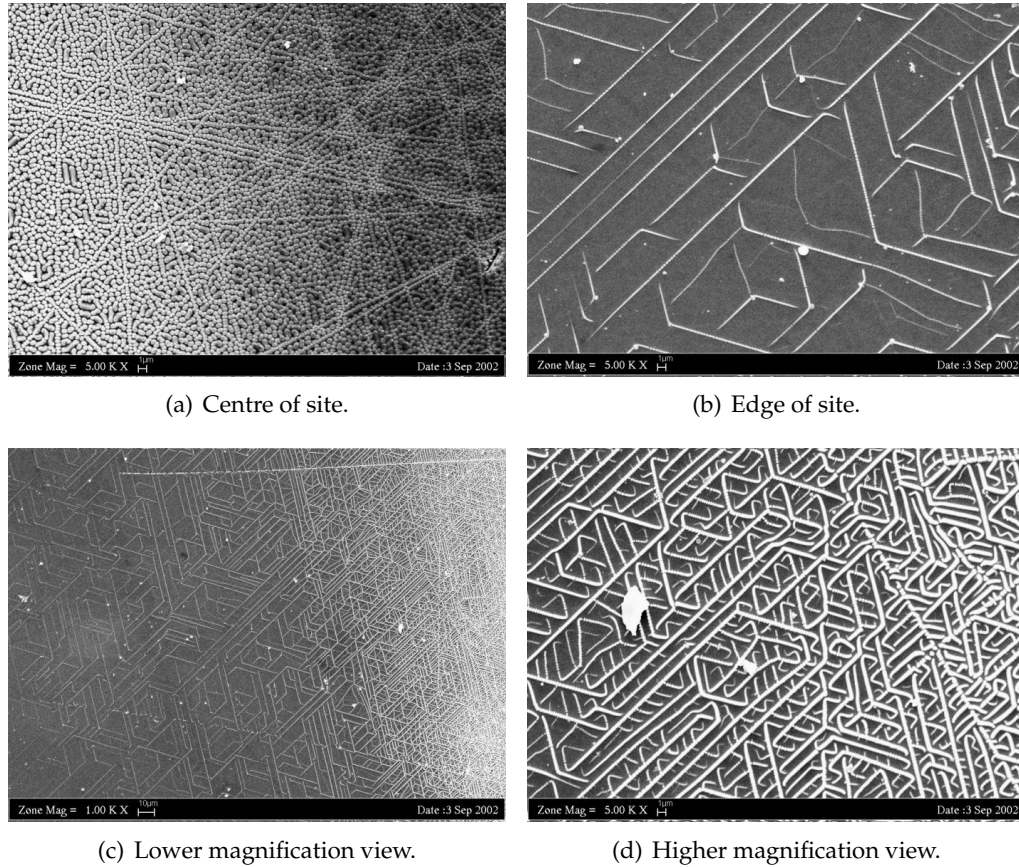 Zone Mag = 5.00 K X 1µm Date :3 Sep 2002
Zone Mag = 5.00 K X 1µm Date :3 Sep 2002
(a) Centre of site.
(b) Edge of site.
Zone Mag = 1.00 K X 10µm Date :3 Sep 2002
Zone Mag = 5.00 K X 1µm Date :3 Sep 2002
(c) Lower magnification view.
(d) Higher magnification view.